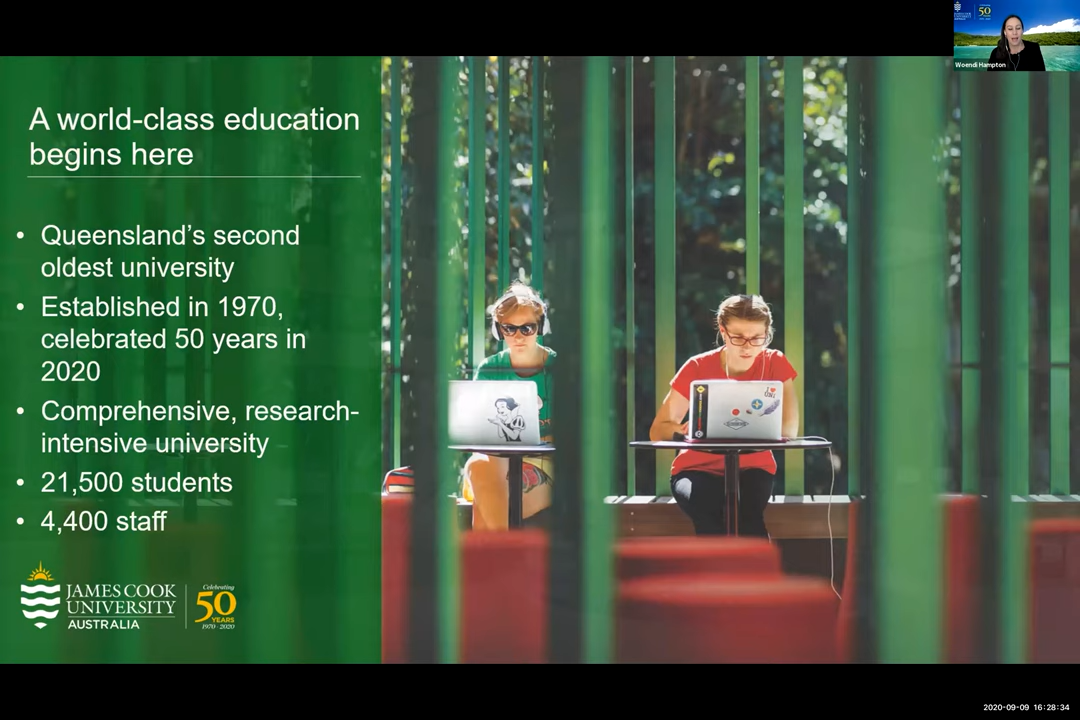 A world-class education
begins here
• Queensland's second
oldest university
• Established in 1970,
celebrated 50 years in
2020
• Comprehensive, research-
intensive university
• 21,500 students
• 4,400 staff
JAMES COOK
UNIVERSITY
AUSTRALIA
Celebrating
50
YEARS
1970 - 2020
50
Woendi Hampton
2020-09-09 16:28:34